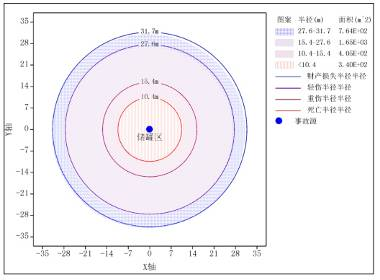 图案 半径(m) 面积(m^2)
27.6-31.7 7.64E-02
15.4-27.6 1.65E-03
10.4-15.4 4.05E-02
<10.4 3.40E-02
财产损失半径半径
轻伤半径半径
重伤半径半径
死亡半径半径
事故源
31.7m
27.6m
15.4m
10.4m
储罐区
Y轴
35
28
21
14
7
0
-7
-14
-21
-28
-35
-35 -28 -21 -14 -7 0 7 14 21 28 35
X轴